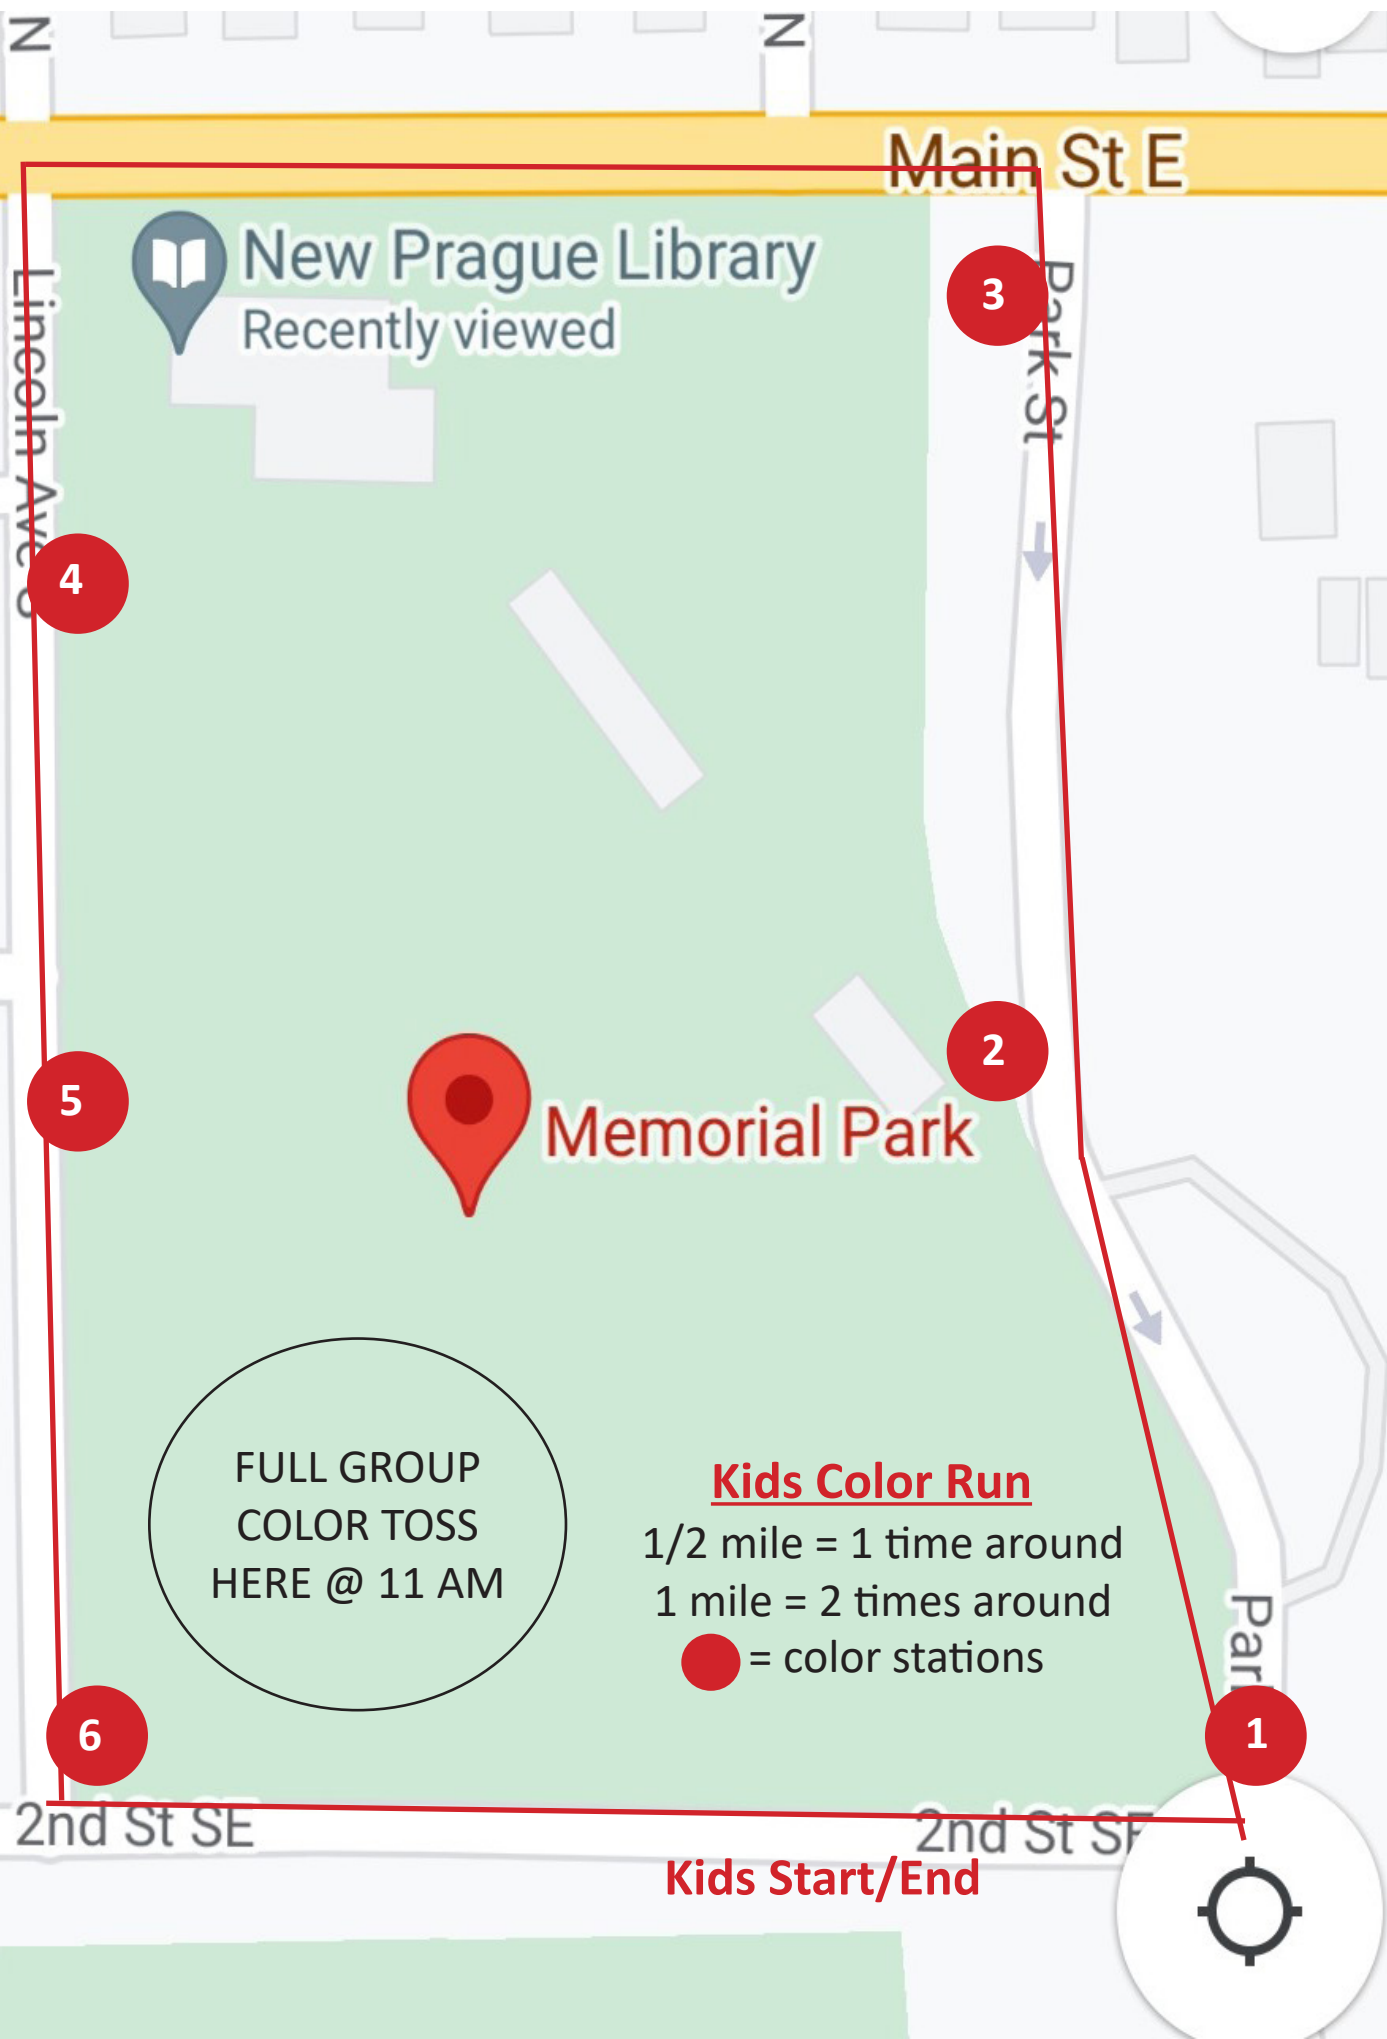 N
N
Main St E
New Prague Library
Recently viewed
3
Park St
Lincoln Ave S
4
2
5
Memorial Park
FULL GROUP
COLOR TOSS
HERE @ 11 AM
Kids Color Run
1/2 mile = 1 time around
1 mile = 2 times around
= color stations
Par
6
1
2nd St SE
2nd St SE
Kids Start/End